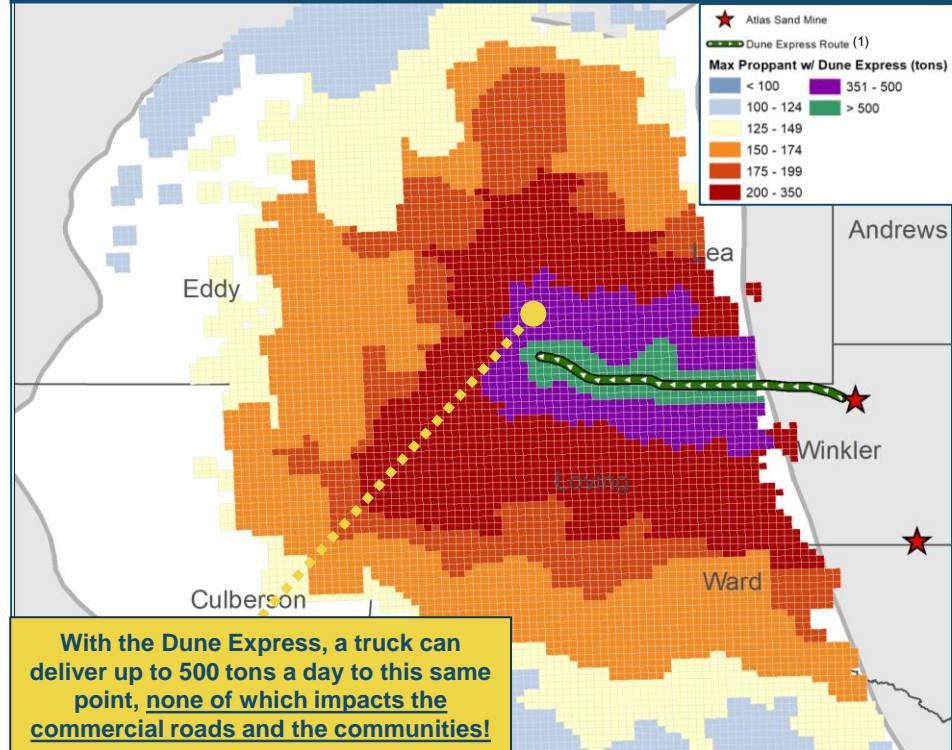 Atlas Sand Mine
Dune Express Route (1)
Max Proppant w/ Dune Express (tons)
< 100
351 - 500
100 - 124
> 500
125 - 149
150 - 174
175 - 199
200 - 350
Andrews
Lea
Eddy
Winkler
Loving
Ward
Culberson
With the Dune Express, a truck can
deliver up to 500 tons a day to this same
point, none of which impacts the
commercial roads and the communities!